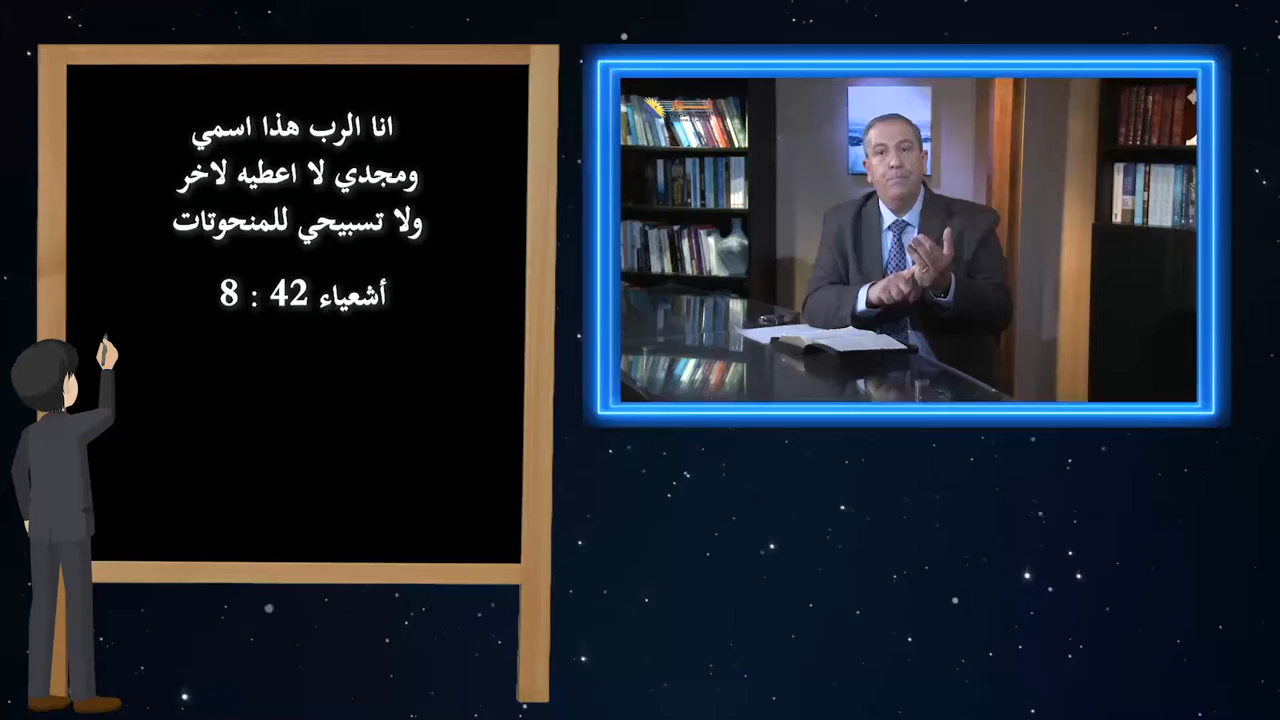 انا الرب هذا اسمي
ومجدي لا اعطيه لاخر
ولا تسبيحي للمنحوتات
أشعياء 42 : 8